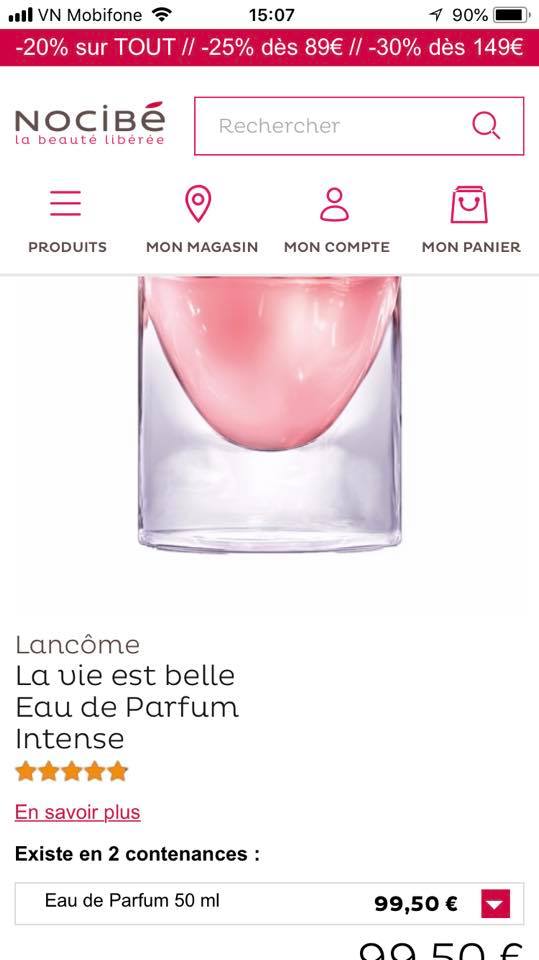 VN Mobifone 15:07 90%
-20% sur TOUT // -25% dès 89€ // -30% dès 149€
NOCIBÉ
la beauté libérée
Rechercher
PRODUITS MON MAGASIN MON COMPTE MON PANIER
Lancôme
La vie est belle
Eau de Parfum
Intense
En savoir plus
Existe en 2 contenances :
Eau de Parfum 50 ml 99,50 €
99,50 €